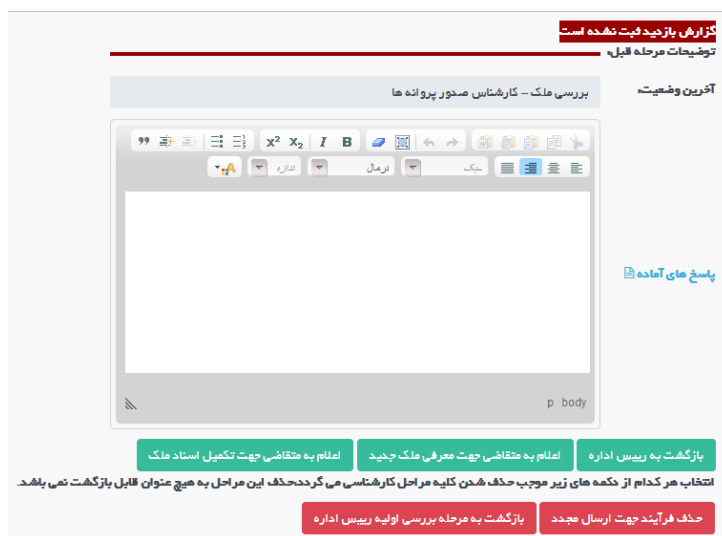 گزارش بازدید ثبت نشده است
توضیحات مرحله قبل:
آخرین وضعیت:
بررسی ملک - کارشناس صدور پروانه ها
X² X₂ I B
A اندازه نرمال سبک
پاسخ های آماده
body p
بازگشت به رییس اداره
اعلام به متقاضی جهت معرفی ملک جدید
اعلام به متقاضی جهت تکمیل اسناد ملک
انتخاب هر کدام از دکمه های زیر موجب حذف شدن کلیه مراحل کارشناسی می گردد.حذف این مراحل به هیچ عنوان قابل بازگشت نمی باشد.
حذف فرآیند جهت ارسال مجدد
بازگشت به مرحله بررسی اولیه رییس اداره